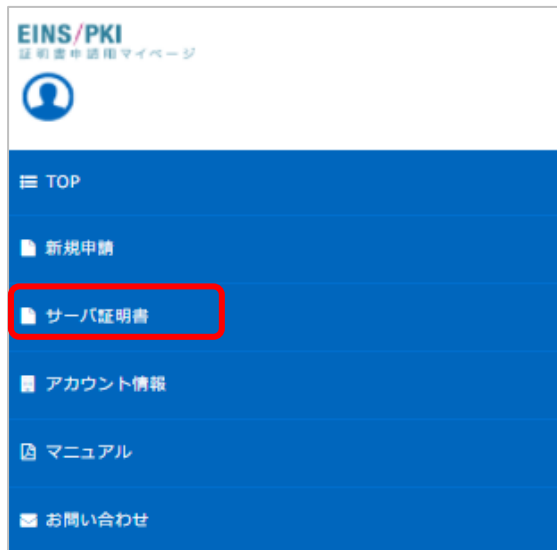 EINS/PKI
証明書申請用マイページ
TOP
新規申請
サーバ証明書
アカウント情報
マニュアル
お問い合わせ